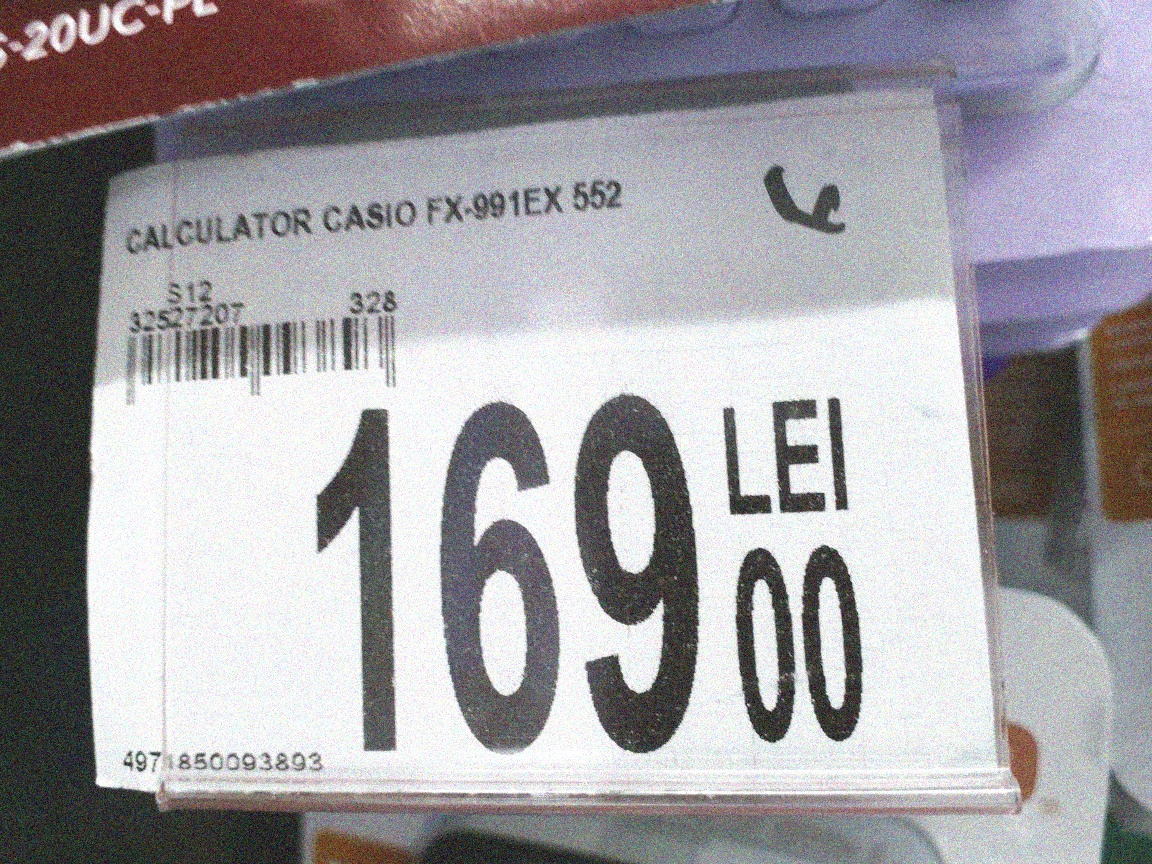 S-20UC-PL
CALCULATOR CASIO FX-991EX 552
S12
32527207 328
169 LEI
00
4971850093893